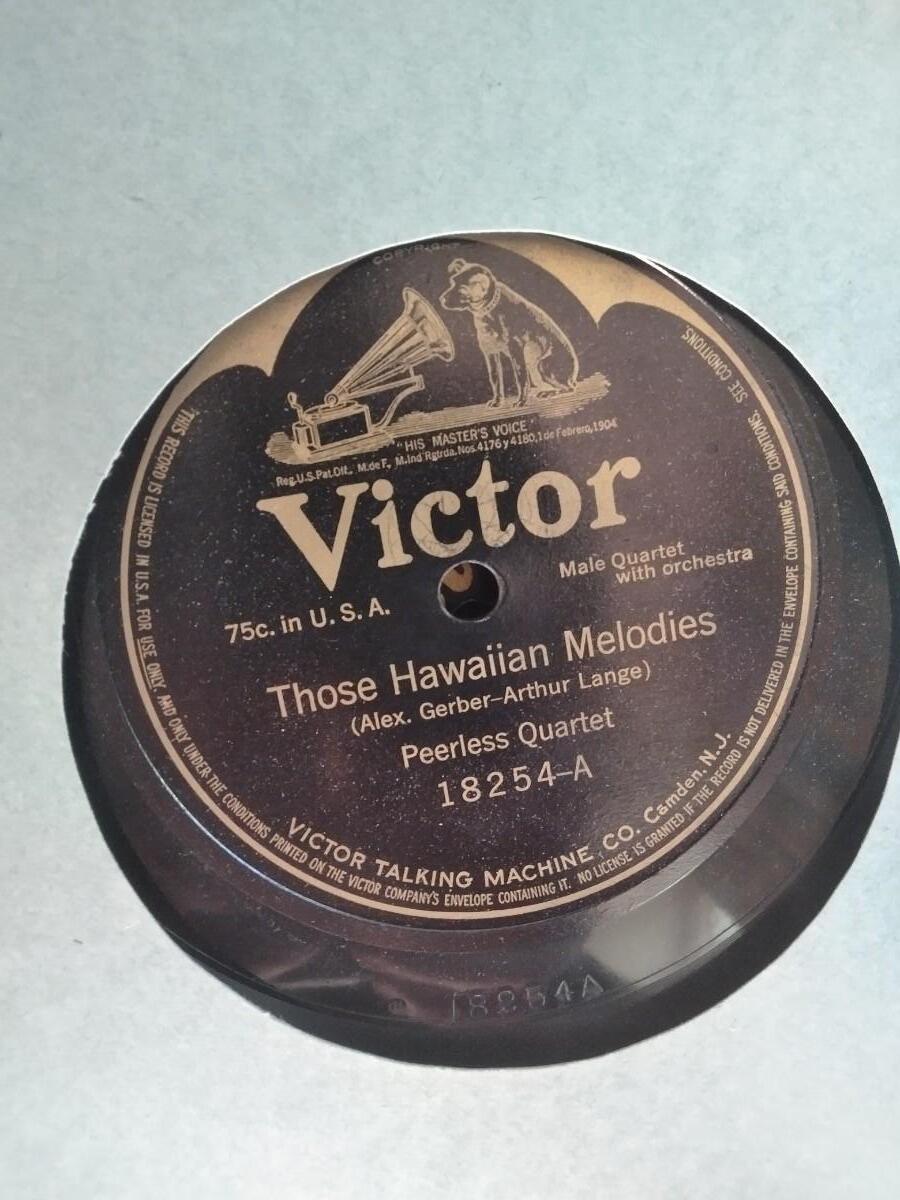 COPYRIGHT
"HIS MASTER'S VOICE"
Reg.U.S.Pat.Off., M.de F., M.Ind Rgtrda.Nos.4176 y 4180,1 de Febrero,1904
Victor
Male Quartet
with orchestra
75c. in U. S. A.
Those Hawaiian Melodies
(Alex. Gerber–Arthur Lange)
Peerless Quartet
18254–A
VICTOR TALKING MACHINE CO. Camden, N.J.
THIS RECORD IS LICENSED IN U.S.A. FOR USE ONLY, AND ONLY UNDER THE CONDITIONS PRINTED ON THE VICTOR COMPANY'S ENVELOPE CONTAINING IT. NO LICENSE IS GRANTED IF THE RECORD IS NOT DELIVERED IN THE ENVELOPE CONTAINING SAID CONDITIONS. SEE CONDITIONS.
18254A